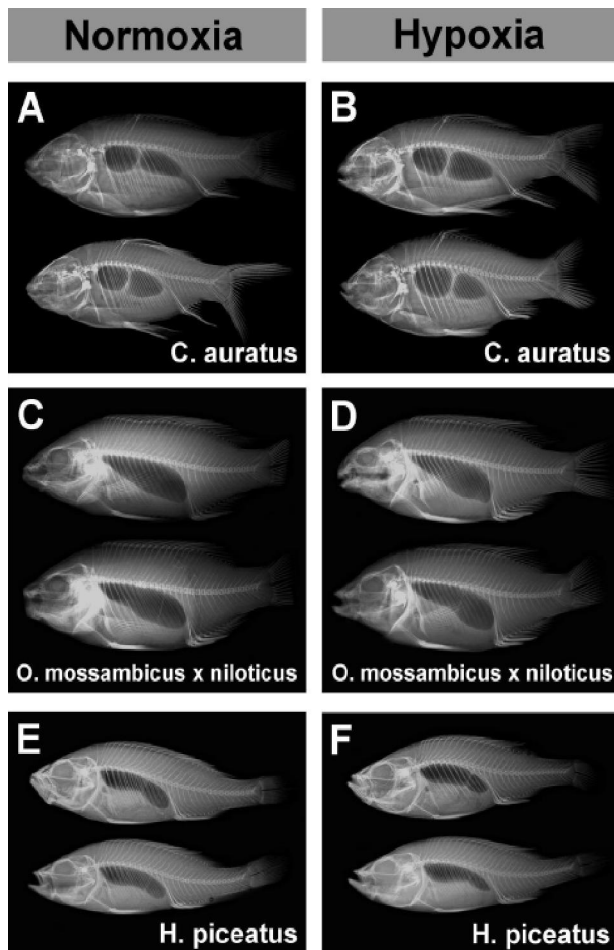 Normoxia
Hypoxia
A
B
C. auratus
C. auratus
C
D
O. mossambicus x niloticus
O. mossambicus x niloticus
E
F
H. piceatus
H. piceatus